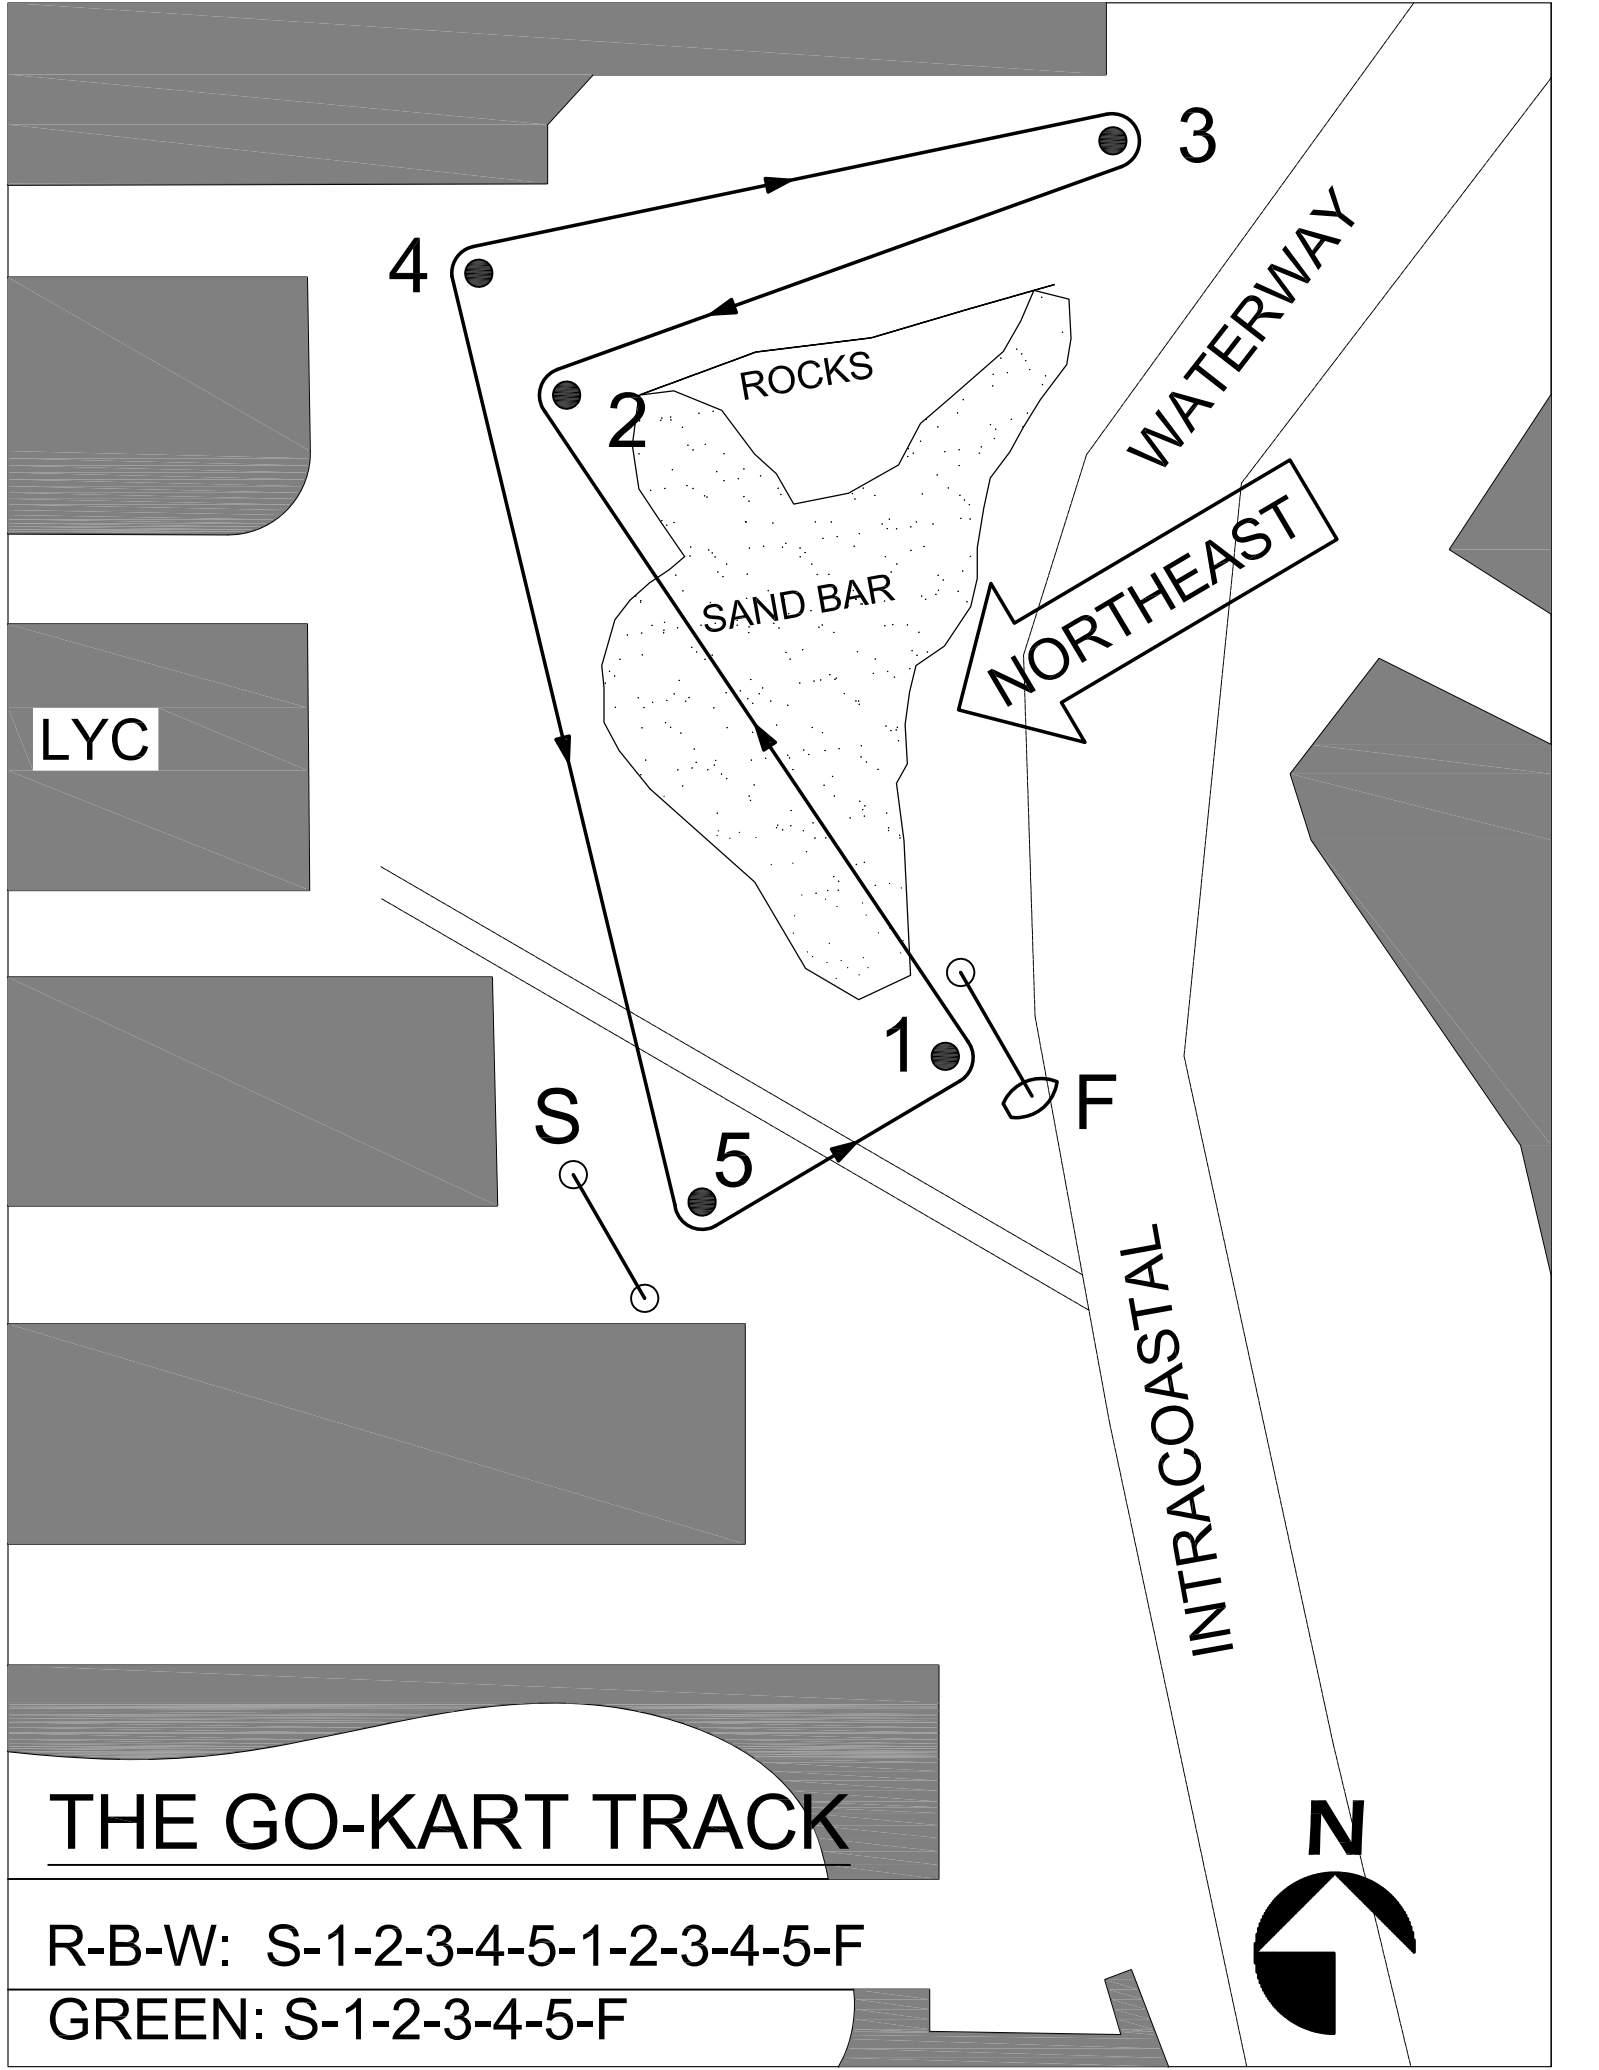 3
4
WATERWAY
ROCKS
2
NORTHEAST
SAND BAR
LYC
1
F
S
5
INTRACOASTAL
THE GO-KART TRACK
N
R-B-W: S-1-2-3-4-5-1-2-3-4-5-F
GREEN: S-1-2-3-4-5-F